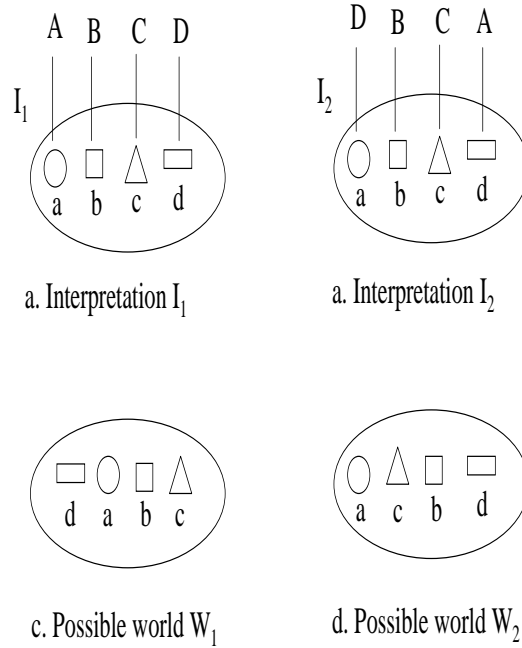 A B C D
I1
a b c d
a. Interpretation I1
D B C A
I2
a b c d
a. Interpretation I2
d a b c
c. Possible world W1
a c b d
d. Possible world W2